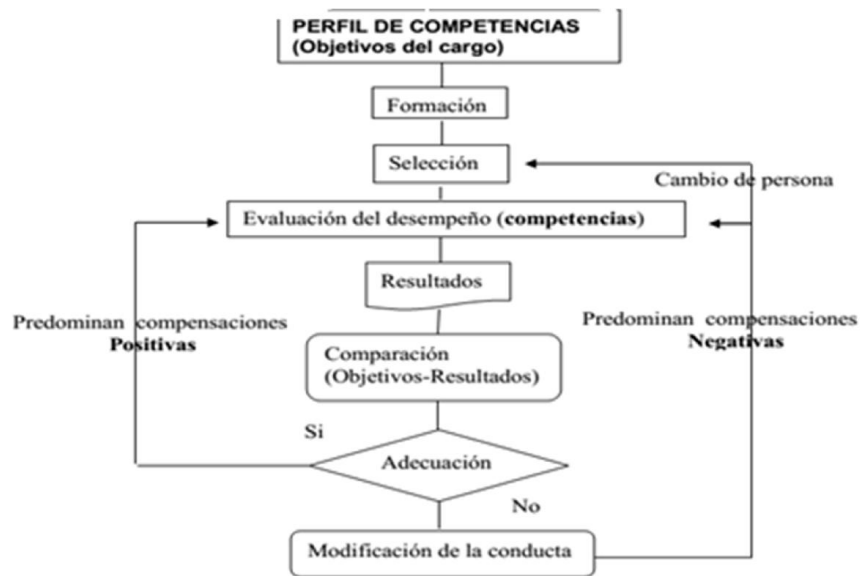 PERFIL DE COMPETENCIAS
(Objetivos del cargo)
Formación
Selección
Cambio de persona
Evaluación del desempeño (competencias)
Resultados
Predominan compensaciones
Positivas
Predominan compensaciones
Negativas
Comparación
(Objetivos-Resultados)
Si
Adecuación
No
Modificación de la conducta